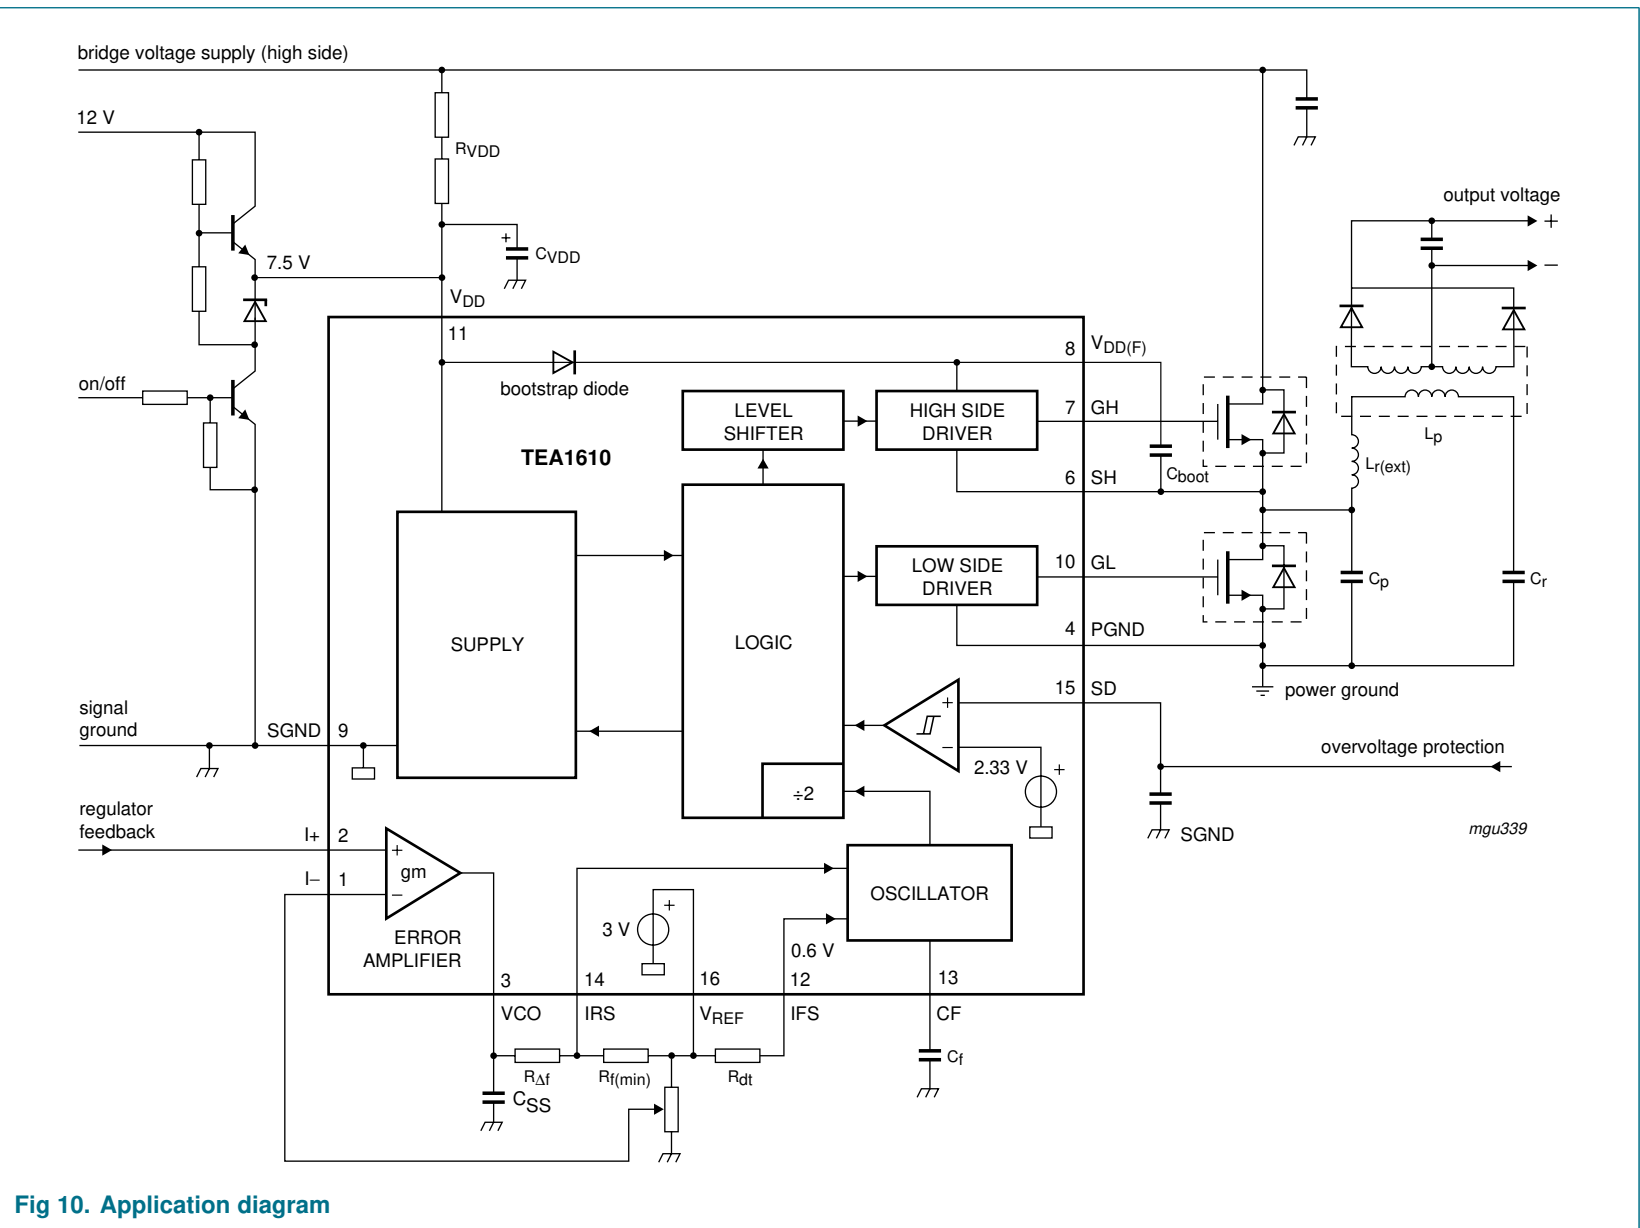 bridge voltage supply (high side)
12 V
RVDD
output voltage
+
−
+
CVDD
7.5 V
VDD
11
8
VDD(F)
bootstrap diode
on/off
LEVEL
SHIFTER
HIGH SIDE
DRIVER
7
GH
TEA1610
6
SH
Cboot
Lp
Lr(ext)
LOW SIDE
DRIVER
10
GL
Cp
Cr
SUPPLY
LOGIC
4
PGND
15
SD
power ground
signal
ground
SGND
9
+
−
2.33 V
+
overvoltage protection
÷2
SGND
mgu339
regulator
feedback
I+
2
I−
1
+
gm
−
ERROR
AMPLIFIER
OSCILLATOR
3 V
+
0.6 V
3
14
16
12
13
VCO
IRS
VREF
IFS
CF
RΔf
Rf(min)
Rdt
Cf
CSS
Fig 10. Application diagram